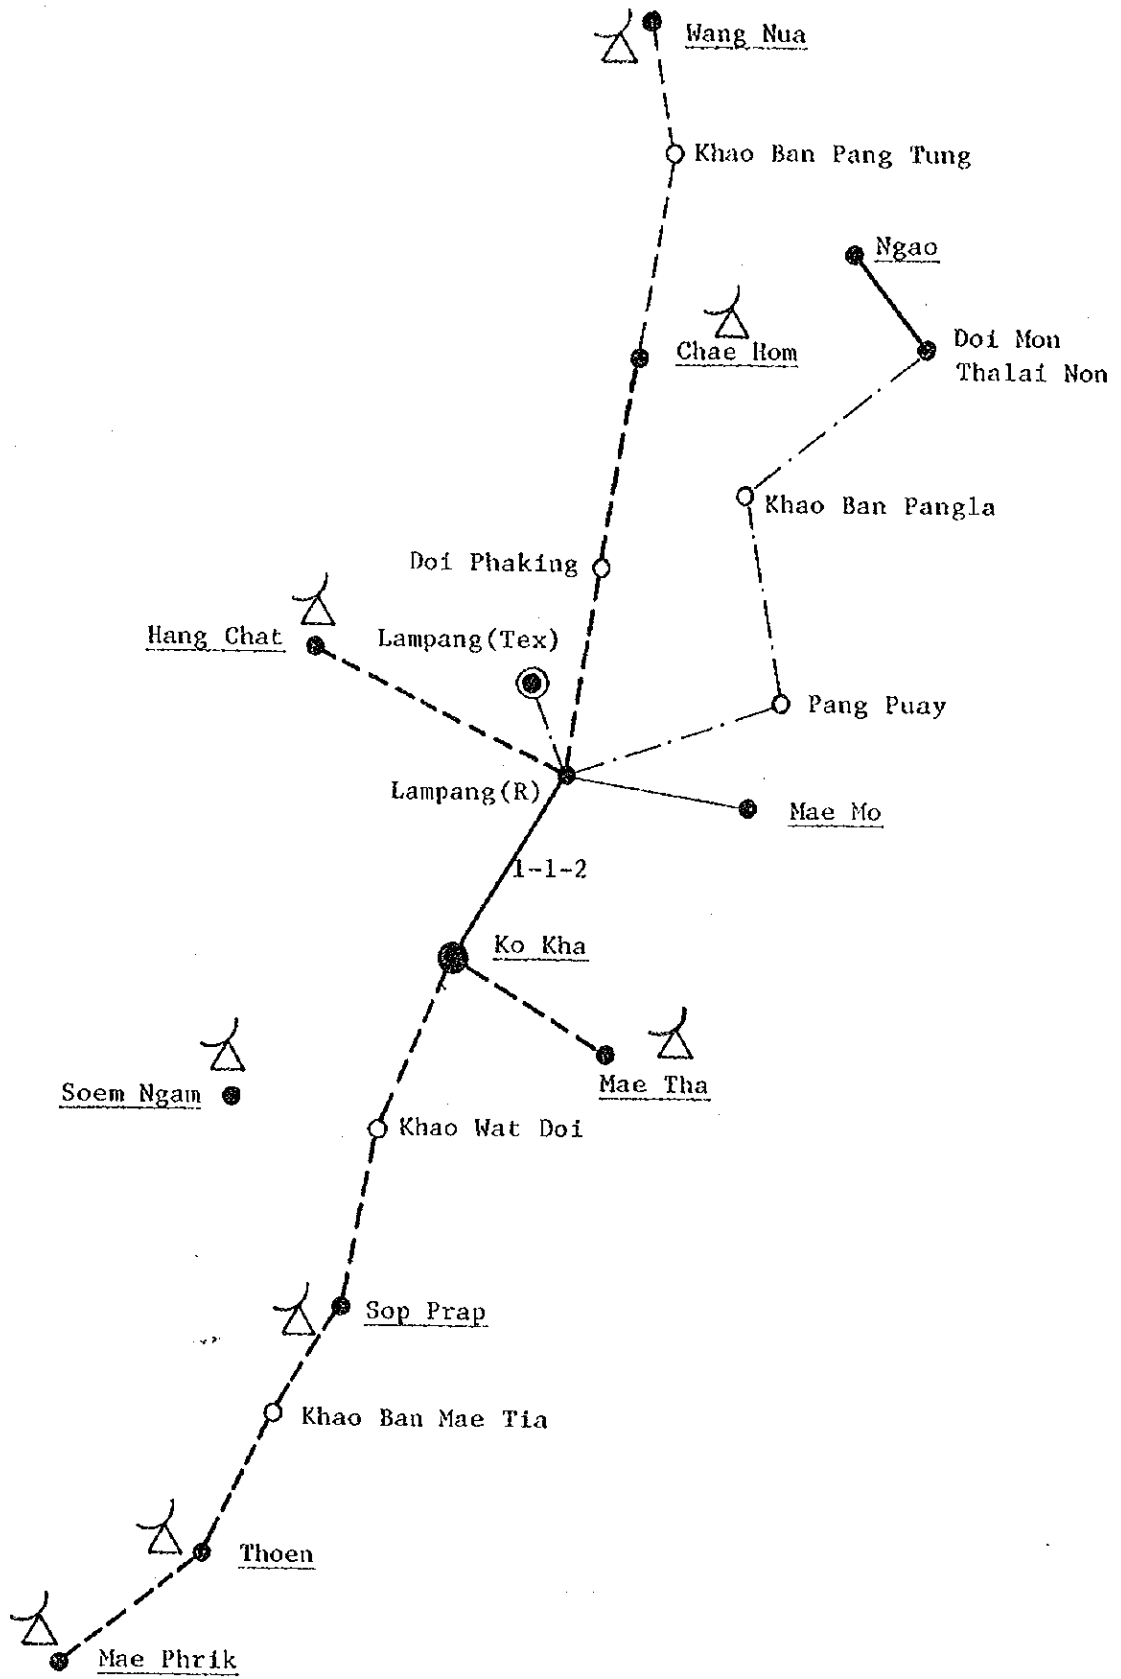 Wang Nua
Khao Ban Pang Tung
Ngao
Doi Mon
Thalai Non
Chae Hom
Khao Ban Pangla
Doi Phaking
Hang Chat
Lampang(Tex)
Pang Puay
Lampang(R)
Mae Mo
1-1-2
Ko Kha
Mae Tha
Soem Ngam
Khao Wat Doi
Sop Prap
Khao Ban Mae Tia
Thoen
Mae Phrik